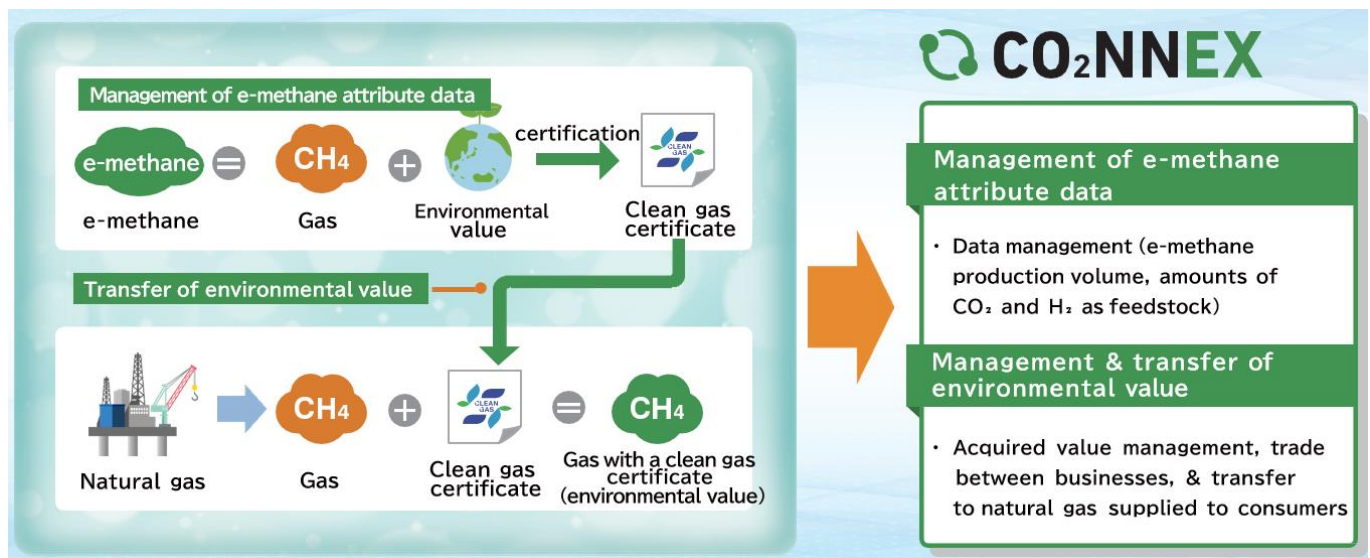 Management of e-methane attribute data
e-methane
=
CH4
+
certification
CLEAN
GAS
e-methane
Gas
Environmental
value
Clean gas
certificate
Transfer of environmental value
CH4
+
CLEAN
GAS
=
CH4
Natural gas
Gas
Clean gas
certificate
Gas with a clean gas
certificate
(environmental value)
CO₂NNEX
Management of e-methane
attribute data
・ Data management (e-methane
production volume, amounts of
CO₂ and H₂ as feedstock)
Management & transfer of
environmental value
・ Acquired value management, trade
between businesses, & transfer
to natural gas supplied to consumers